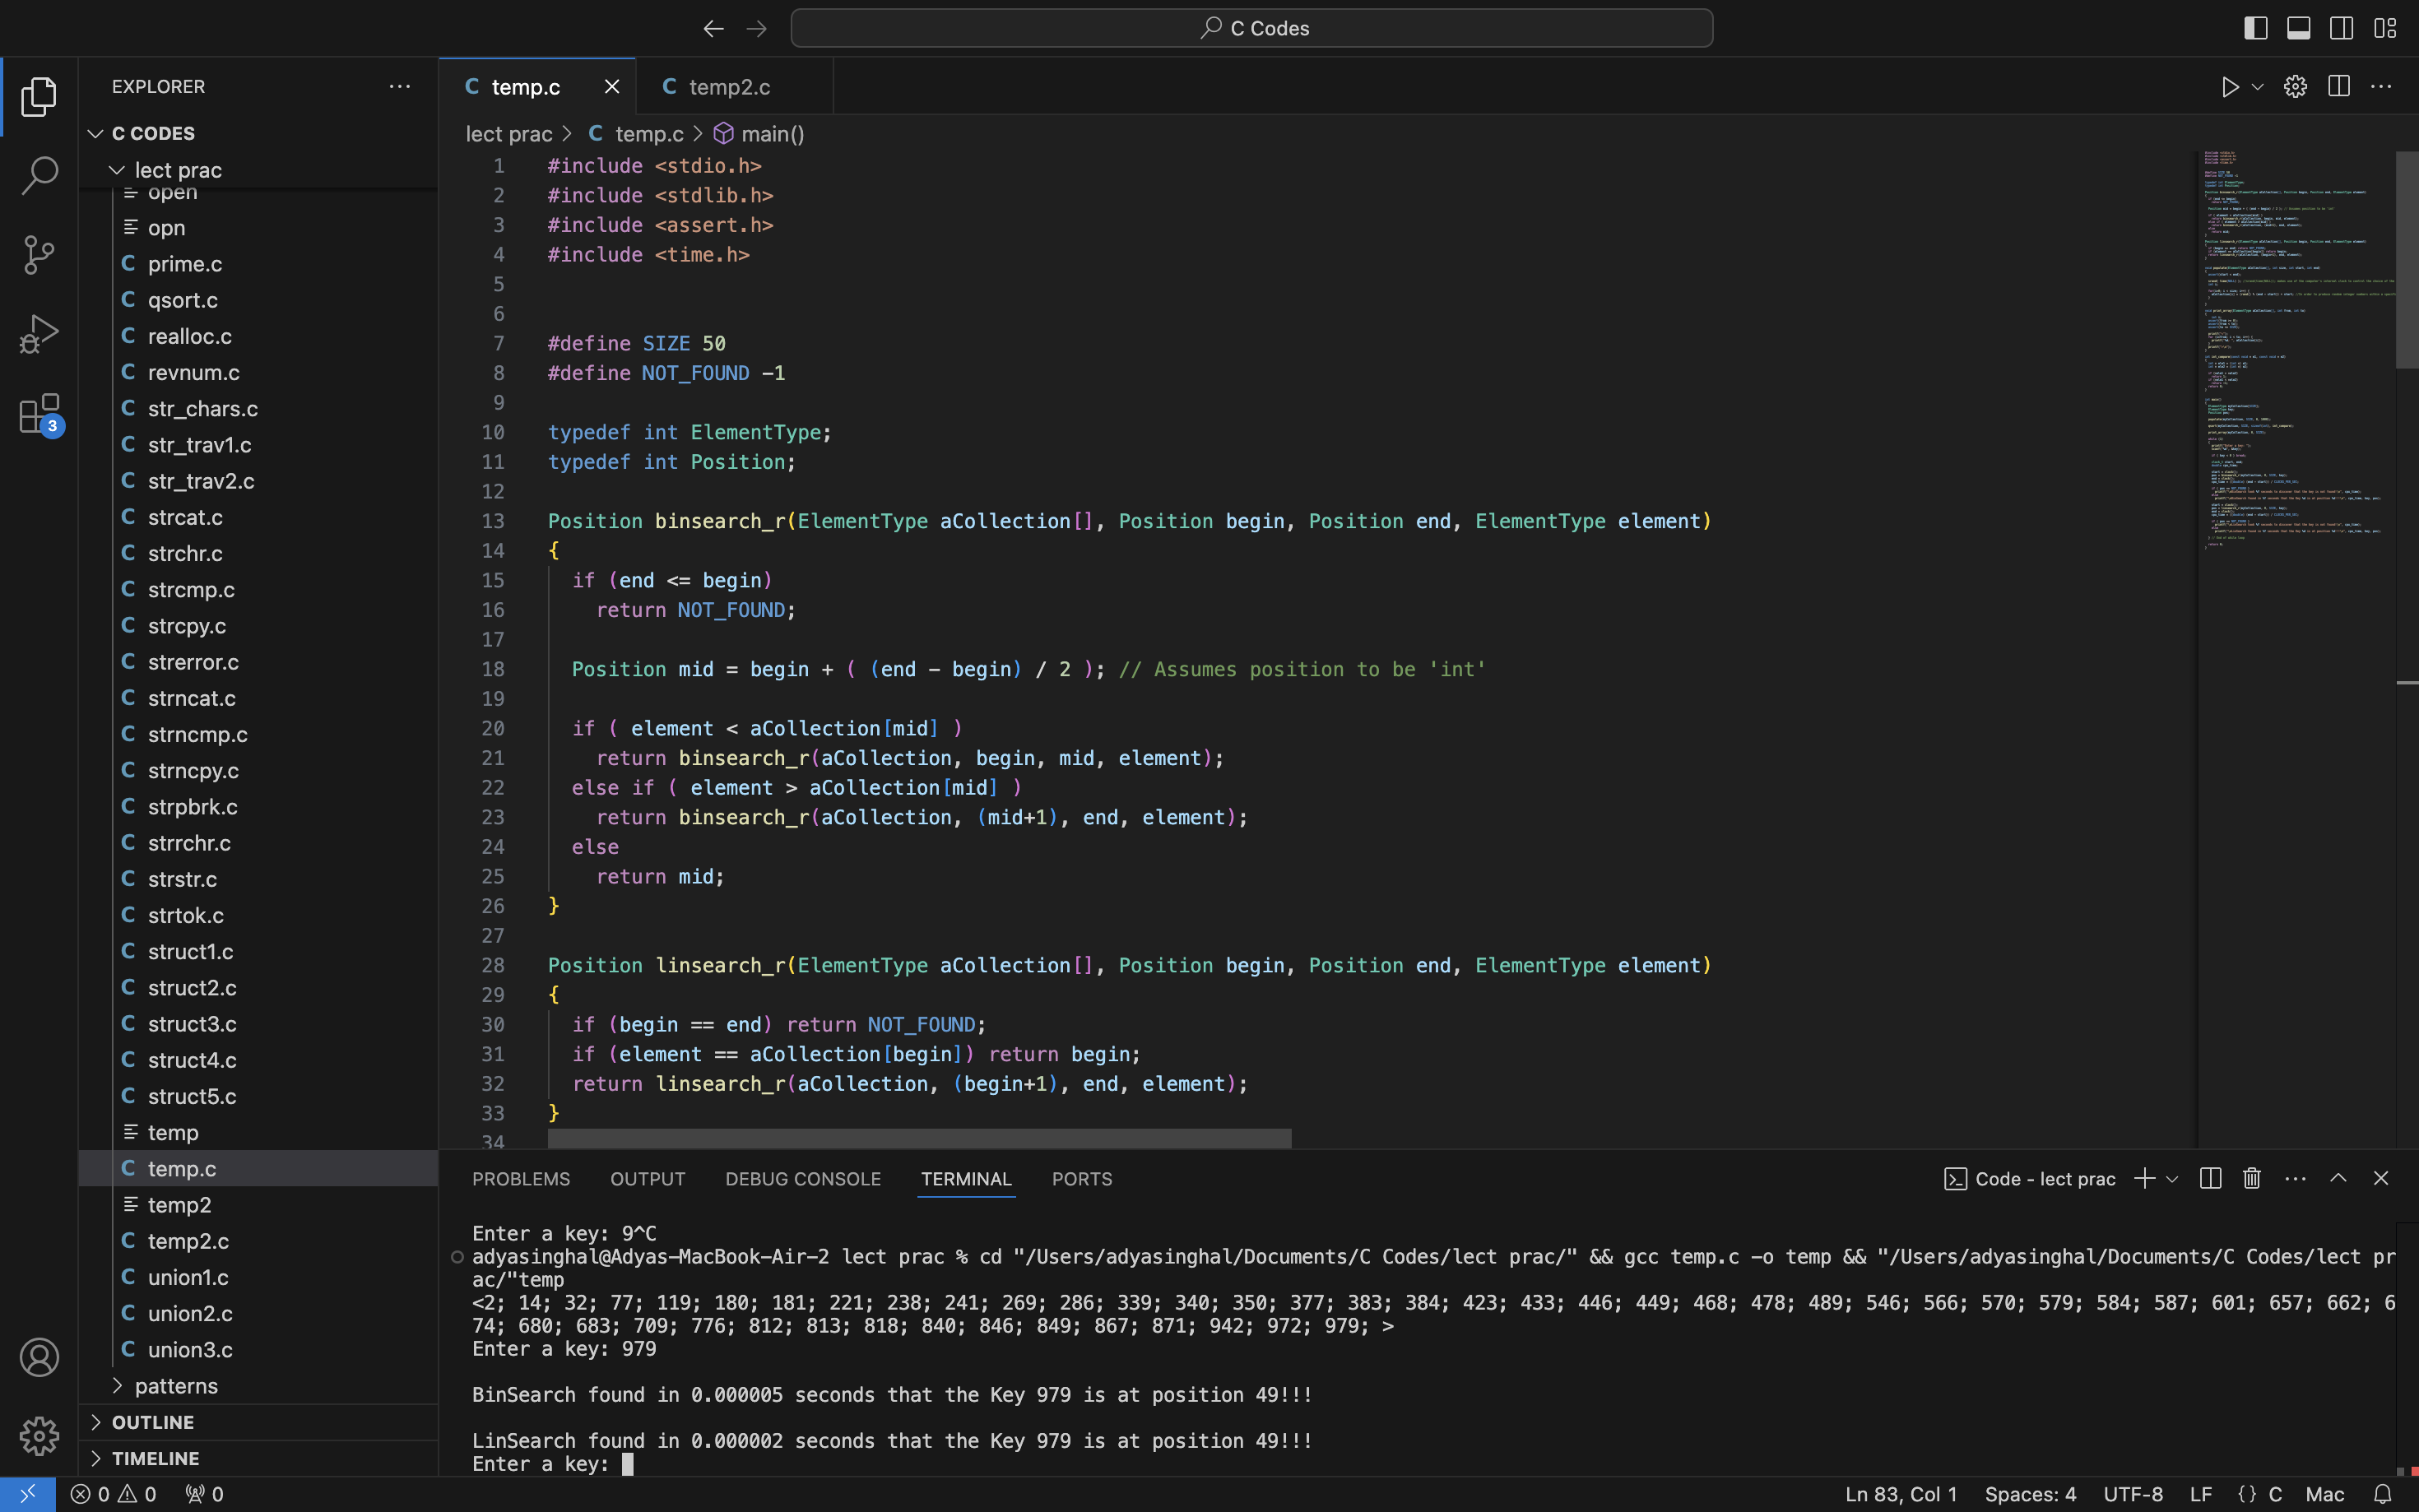 C Codes
EXPLORER
C CODES
lect prac
open
opn
C prime.c
C qsort.c
C realloc.c
C revnum.c
C str_chars.c
C str_trav1.c
C str_trav2.c
C strcat.c
C strchr.c
C strcmp.c
C strcpy.c
C strerror.c
C strncat.c
C strncmp.c
C strncpy.c
C strpbrk.c
C strrchr.c
C strstr.c
C strtok.c
C struct1.c
C struct2.c
C struct3.c
C struct4.c
C struct5.c
temp
C temp.c
temp2
C temp2.c
C union1.c
C union2.c
C union3.c
patterns
OUTLINE
TIMELINE
3
C temp.c
C temp2.c
lect prac > C temp.c > main()
1 #include <stdio.h>
2 #include <stdlib.h>
3 #include <assert.h>
4 #include <time.h>
5
6
7 #define SIZE 50
8 #define NOT_FOUND -1
9
10 typedef int ElementType;
11 typedef int Position;
12
13 Position binsearch_r(ElementType aCollection[], Position begin, Position end, ElementType element)
14 {
15 if (end <= begin)
16 return NOT_FOUND;
17
18 Position mid = begin + ( (end - begin) / 2 ); // Assumes position to be 'int'
19
20 if ( element < aCollection[mid] )
21 return binsearch_r(aCollection, begin, mid, element);
22 else if ( element > aCollection[mid] )
23 return binsearch_r(aCollection, (mid+1), end, element);
24 else
25 return mid;
26 }
27
28 Position linsearch_r(ElementType aCollection[], Position begin, Position end, ElementType element)
29 {
30 if (begin == end) return NOT_FOUND;
31 if (element == aCollection[begin]) return begin;
32 return linsearch_r(aCollection, (begin+1), end, element);
33 }
34
PROBLEMS OUTPUT DEBUG CONSOLE TERMINAL PORTS
Code - lect prac
Enter a key: 9^C
adyasinghal@Adyas-MacBook-Air-2 lect prac % cd "/Users/adyasinghal/Documents/C Codes/lect prac/" && gcc temp.c -o temp && "/Users/adyasinghal/Documents/C Codes/lect pr
ac/"temp
<2; 14; 32; 77; 119; 180; 181; 221; 238; 241; 269; 286; 339; 340; 350; 377; 383; 384; 423; 433; 446; 449; 468; 478; 489; 546; 566; 570; 579; 584; 587; 601; 657; 662; 6
74; 680; 683; 709; 776; 812; 813; 818; 840; 846; 849; 867; 871; 942; 972; 979; >
Enter a key: 979
BinSearch found in 0.000005 seconds that the Key 979 is at position 49!!!
LinSearch found in 0.000002 seconds that the Key 979 is at position 49!!!
Enter a key:
0 0 0
Ln 83, Col 1 Spaces: 4 UTF-8 LF {} C Mac